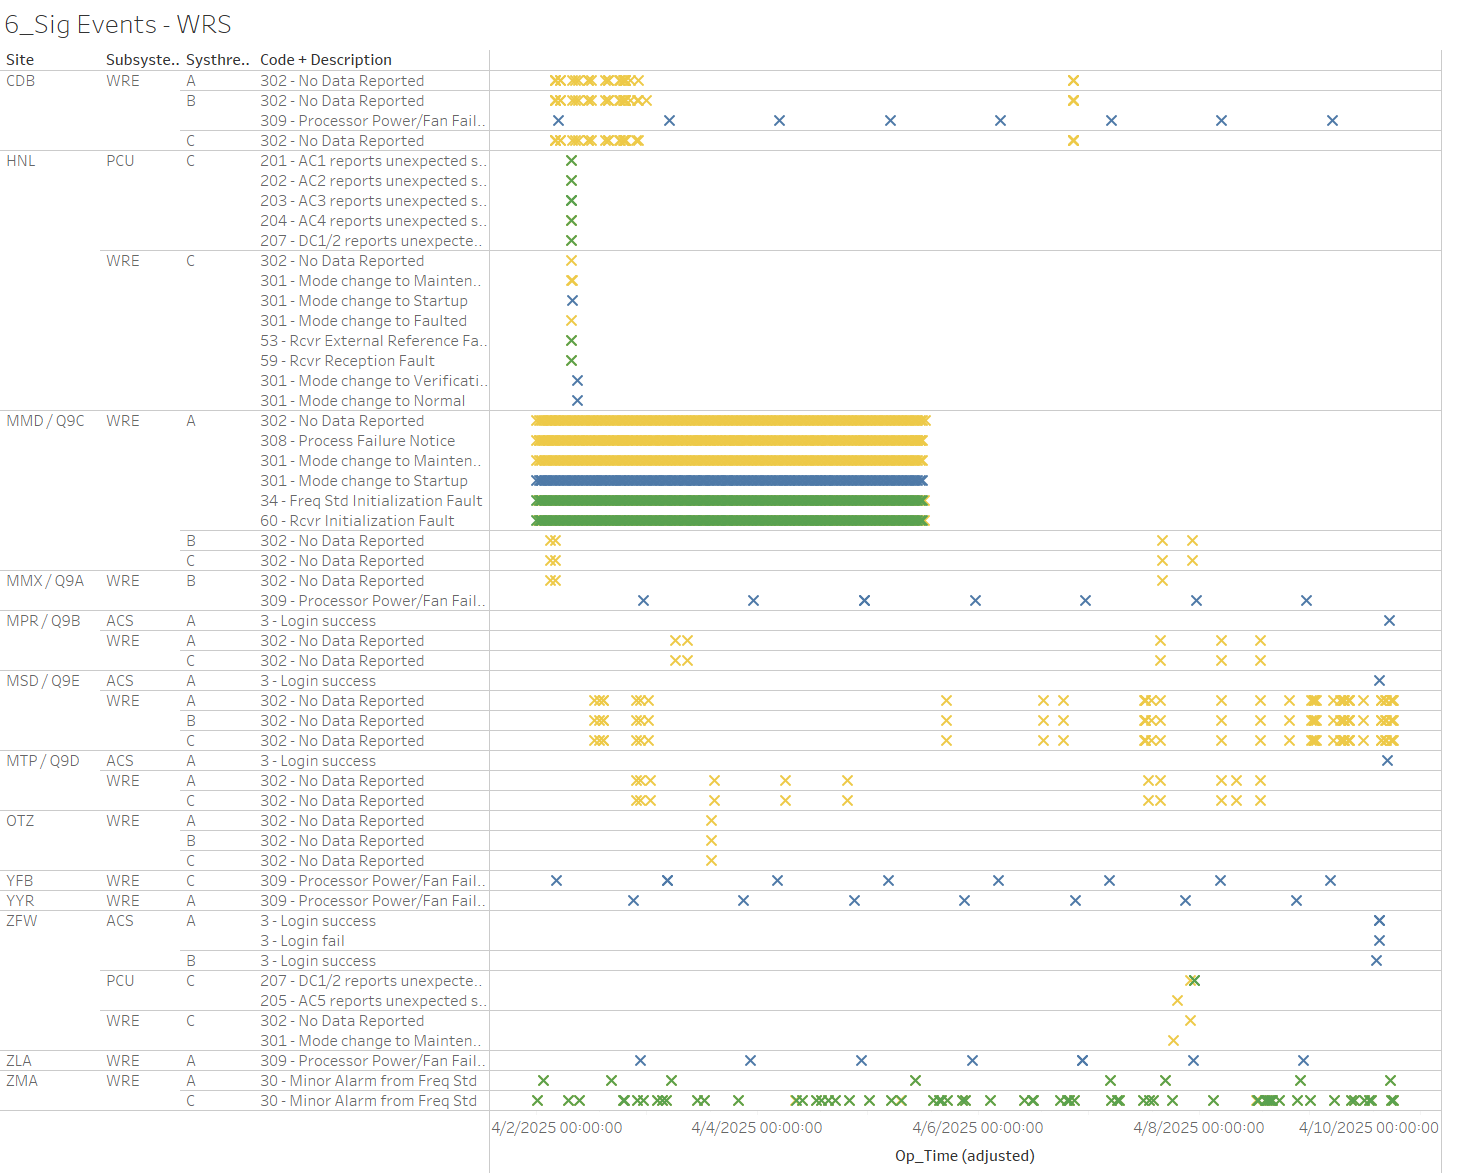 6_Sig Events - WRS
Site Subsyste.. Systhre.. Code + Description
CDB WRE A 302 - No Data Reported
B 302 - No Data Reported
309 - Processor Power/Fan Fail..
C 302 - No Data Reported
HNL PCU C 201 - AC1 reports unexpected s..
202 - AC2 reports unexpected s..
203 - AC3 reports unexpected s..
204 - AC4 reports unexpected s..
207 - DC1/2 reports unexpecte..
WRE C 302 - No Data Reported
301 - Mode change to Mainten..
301 - Mode change to Startup
301 - Mode change to Faulted
53 - Rcvr External Reference Fa..
59 - Rcvr Reception Fault
301 - Mode change to Verificati..
301 - Mode change to Normal
MMD / Q9C WRE A 302 - No Data Reported
308 - Process Failure Notice
301 - Mode change to Mainten..
301 - Mode change to Startup
34 - Freq Std Initialization Fault
60 - Rcvr Initialization Fault
B 302 - No Data Reported
C 302 - No Data Reported
MMX / Q9A WRE B 302 - No Data Reported
309 - Processor Power/Fan Fail..
MPR / Q9B ACS A 3 - Login success
WRE A 302 - No Data Reported
C 302 - No Data Reported
MSD / Q9E ACS A 3 - Login success
WRE A 302 - No Data Reported
B 302 - No Data Reported
C 302 - No Data Reported
MTP / Q9D ACS A 3 - Login success
WRE A 302 - No Data Reported
C 302 - No Data Reported
OTZ WRE A 302 - No Data Reported
B 302 - No Data Reported
C 302 - No Data Reported
YFB WRE C 309 - Processor Power/Fan Fail..
YYR WRE A 309 - Processor Power/Fan Fail..
ZFW ACS A 3 - Login success
3 - Login fail
B 3 - Login success
PCU C 207 - DC1/2 reports unexpecte..
205 - AC5 reports unexpected s..
WRE C 302 - No Data Reported
301 - Mode change to Mainten..
ZLA WRE A 309 - Processor Power/Fan Fail..
ZMA WRE A 30 - Minor Alarm from Freq Std
C 30 - Minor Alarm from Freq Std
4/2/2025 00:00:00 4/4/2025 00:00:00 4/6/2025 00:00:00 4/8/2025 00:00:00 4/10/2025 00:00:00
Op_Time (adjusted)